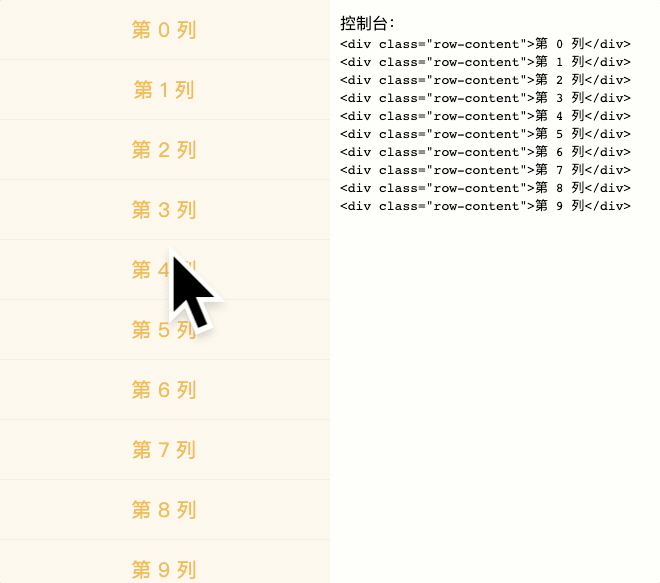 第 0 列
第 1 列
第 2 列
第 3 列
第 4 列
第 5 列
第 6 列
第 7 列
第 8 列
第 9 列
控制台:
<div class="row-content">第 0 列</div>
<div class="row-content">第 1 列</div>
<div class="row-content">第 2 列</div>
<div class="row-content">第 3 列</div>
<div class="row-content">第 4 列</div>
<div class="row-content">第 5 列</div>
<div class="row-content">第 6 列</div>
<div class="row-content">第 7 列</div>
<div class="row-content">第 8 列</div>
<div class="row-content">第 9 列</div>